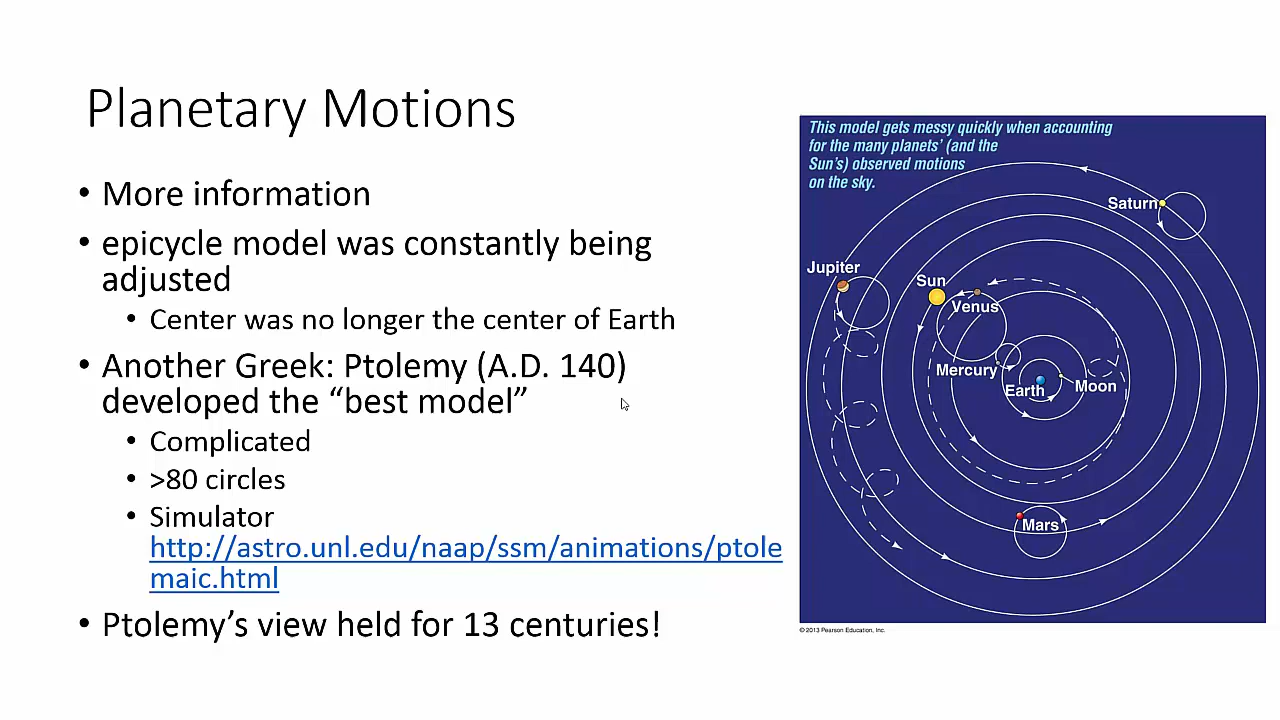 Planetary Motions
• More information
• epicycle model was constantly being
adjusted
• Center was no longer the center of Earth
• Another Greek: Ptolemy (A.D. 140)
developed the “best model”
• Complicated
• >80 circles
• Simulator
http://astro.unl.edu/naap/ssm/animations/ptole
maic.html
• Ptolemy’s view held for 13 centuries!
This model gets messy quickly when accounting
for the many planets’ (and the
Sun’s) observed motions
on the sky.
Saturn
Jupiter
Sun
Venus
Mercury
Earth
Moon
Mars
© 2013 Pearson Education, Inc.